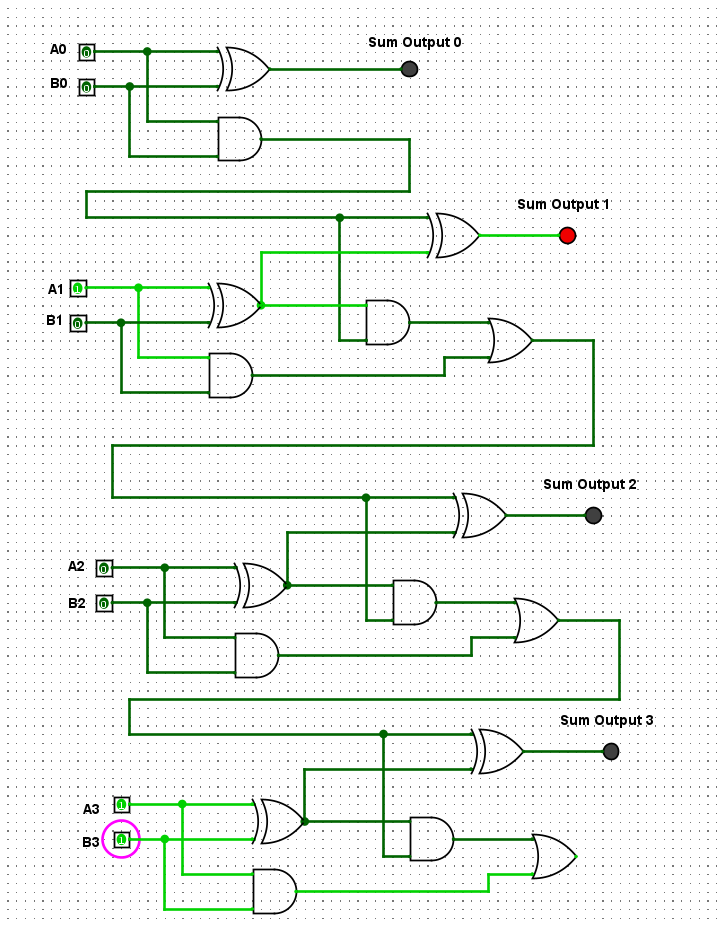 Sum Output 0
A0 0
B0 0
Sum Output 1
A1 1
B1 0
Sum Output 2
A2 0
B2 0
Sum Output 3
A3 1
B3 1